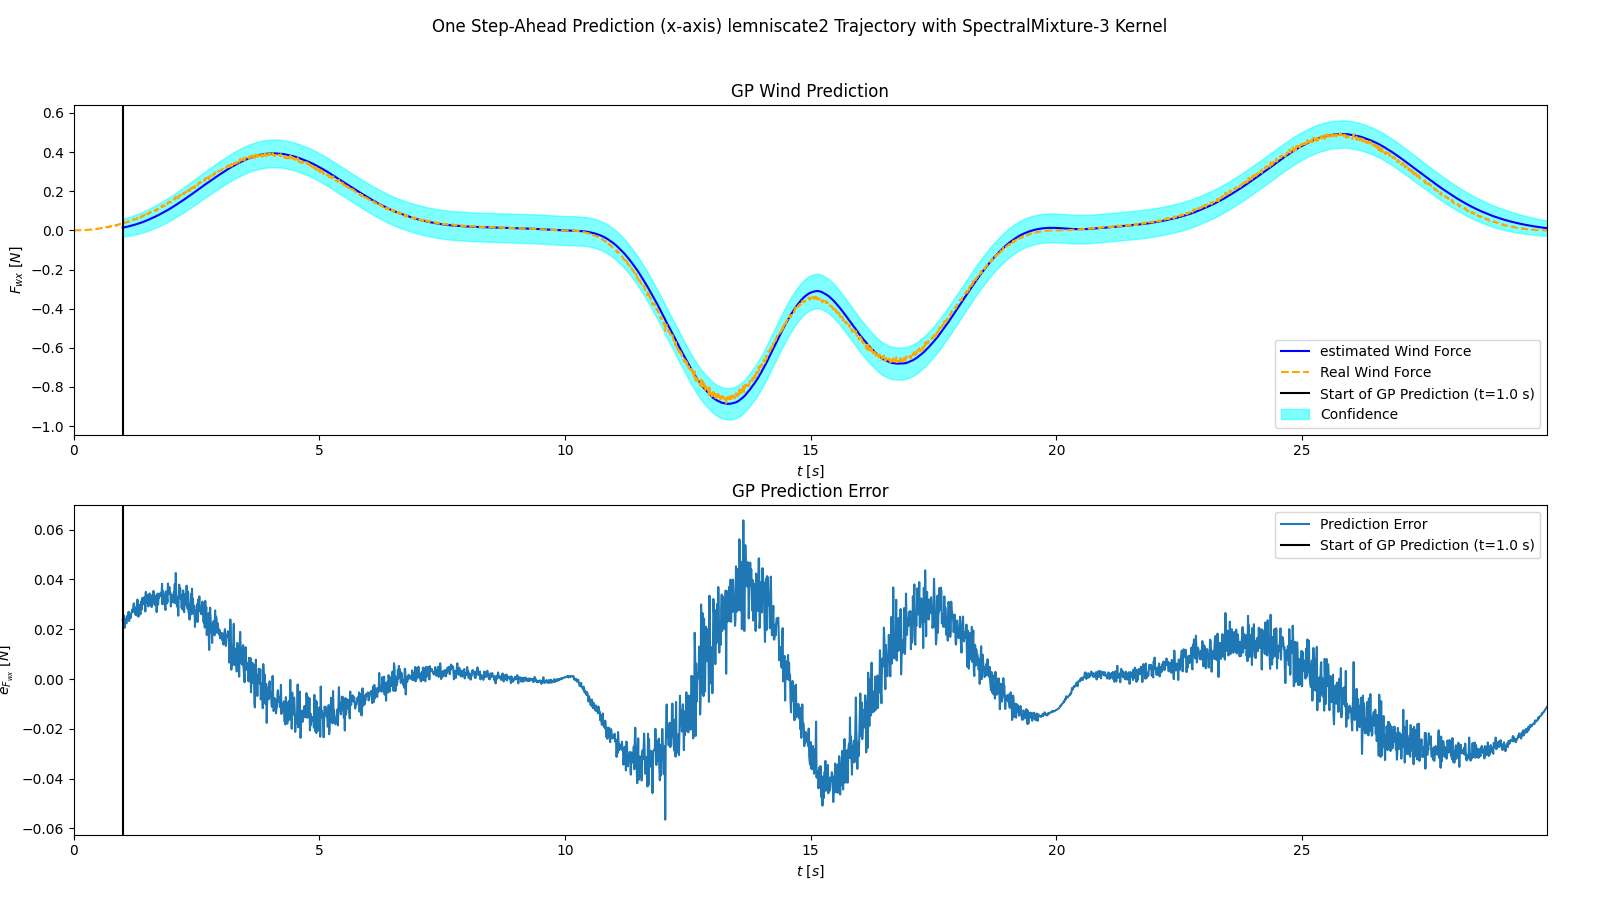 One Step-Ahead Prediction (x-axis) lemniscate2 Trajectory with SpectralMixture-3 Kernel
GP Wind Prediction
0.6
0.4
0.2
0.0
−0.2
−0.4
−0.6
−0.8
−1.0
F_wx [N]
estimated Wind Force
Real Wind Force
Start of GP Prediction (t=1.0 s)
Confidence
0 5 10 15 20 25
t [s]
GP Prediction Error
0.06
0.04
0.02
0.00
−0.02
−0.04
−0.06
e_F_wx [N]
Prediction Error
Start of GP Prediction (t=1.0 s)
0 5 10 15 20 25
t [s]